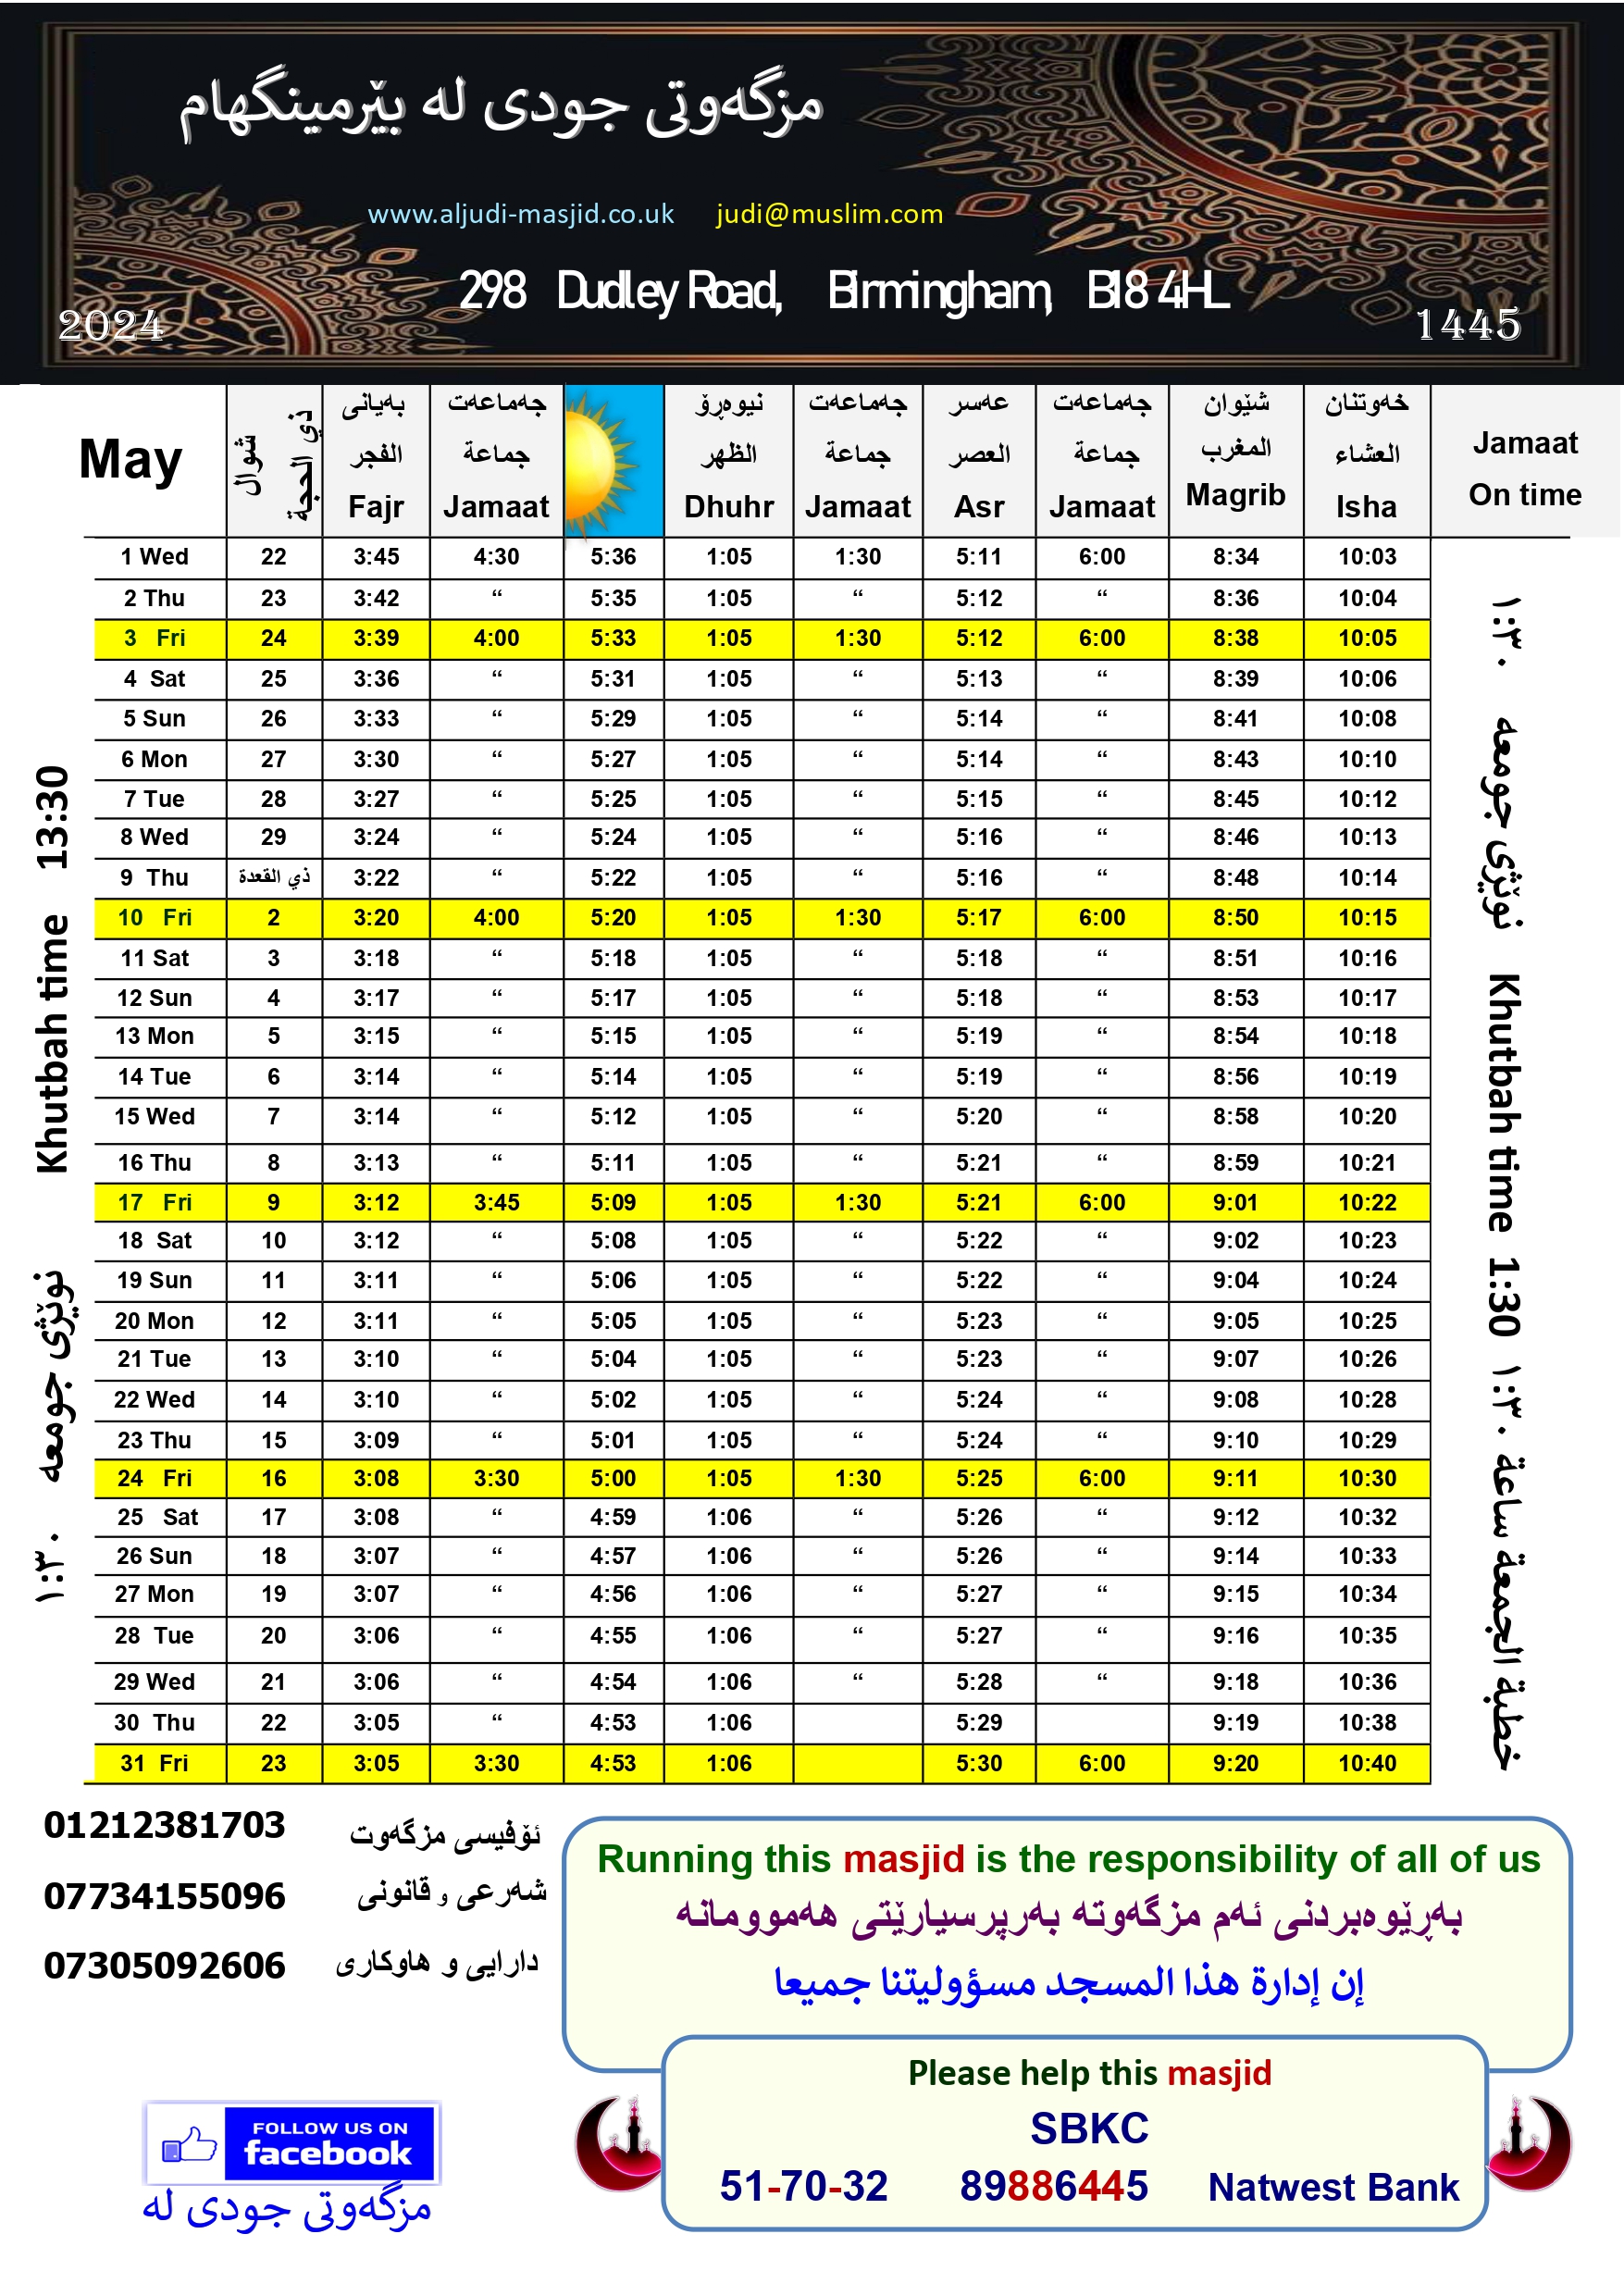 مزگەوتی جودی لە بێرمینگهام
www.aljudi-masjid.co.uk judi@muslim.com
298 Dudley Road, Birmingham, B18 4HL
2024 1445
May
شوال
ذي الحجة
بەیانی الفجر Fajr
جەماعەت جماعة Jamaat
نیوەڕۆ الظهر Dhuhr
جەماعەت جماعة Jamaat
عەسر العصر Asr
جەماعەت جماعة Jamaat
شێوان المغرب Magrib
خەوتنان العشاء Isha
Jamaat
On time
1 Wed 22 3:45 4:30 5:36 1:05 1:30 5:11 6:00 8:34 10:03
2 Thu 23 3:42 “ 5:35 1:05 “ 5:12 “ 8:36 10:04
3 Fri 24 3:39 4:00 5:33 1:05 1:30 5:12 6:00 8:38 10:05
4 Sat 25 3:36 “ 5:31 1:05 “ 5:13 “ 8:39 10:06
5 Sun 26 3:33 “ 5:29 1:05 “ 5:14 “ 8:41 10:08
6 Mon 27 3:30 “ 5:27 1:05 “ 5:14 “ 8:43 10:10
7 Tue 28 3:27 “ 5:25 1:05 “ 5:15 “ 8:45 10:12
8 Wed 29 3:24 “ 5:24 1:05 “ 5:16 “ 8:46 10:13
9 Thu ذي القعدة 3:22 “ 5:22 1:05 “ 5:16 “ 8:48 10:14
10 Fri 2 3:20 4:00 5:20 1:05 1:30 5:17 6:00 8:50 10:15
11 Sat 3 3:18 “ 5:18 1:05 “ 5:18 “ 8:51 10:16
12 Sun 4 3:17 “ 5:17 1:05 “ 5:18 “ 8:53 10:17
13 Mon 5 3:15 “ 5:15 1:05 “ 5:19 “ 8:54 10:18
14 Tue 6 3:14 “ 5:14 1:05 “ 5:19 “ 8:56 10:19
15 Wed 7 3:14 “ 5:12 1:05 “ 5:20 “ 8:58 10:20
16 Thu 8 3:13 “ 5:11 1:05 “ 5:21 “ 8:59 10:21
17 Fri 9 3:12 3:45 5:09 1:05 1:30 5:21 6:00 9:01 10:22
18 Sat 10 3:12 “ 5:08 1:05 “ 5:22 “ 9:02 10:23
19 Sun 11 3:11 “ 5:06 1:05 “ 5:22 “ 9:04 10:24
20 Mon 12 3:11 “ 5:05 1:05 “ 5:23 “ 9:05 10:25
21 Tue 13 3:10 “ 5:04 1:05 “ 5:23 “ 9:07 10:26
22 Wed 14 3:10 “ 5:02 1:05 “ 5:24 “ 9:08 10:28
23 Thu 15 3:09 “ 5:01 1:05 “ 5:24 “ 9:10 10:29
24 Fri 16 3:08 3:30 5:00 1:05 1:30 5:25 6:00 9:11 10:30
25 Sat 17 3:08 “ 4:59 1:06 “ 5:26 “ 9:12 10:32
26 Sun 18 3:07 “ 4:57 1:06 “ 5:26 “ 9:14 10:33
27 Mon 19 3:07 “ 4:56 1:06 “ 5:27 “ 9:15 10:34
28 Tue 20 3:06 “ 4:55 1:06 “ 5:27 “ 9:16 10:35
29 Wed 21 3:06 “ 4:54 1:06 “ 5:28 “ 9:18 10:36
30 Thu 22 3:05 “ 4:53 1:06 5:29 9:19 10:38
31 Fri 23 3:05 3:30 4:53 1:06 5:30 6:00 9:20 10:40
نوێژی جومعه ١:٣٠ Khutbah time 13:30
١:٣٠ نوێژی جومعه Khutbah time 1:30 خطبة الجمعة ساعة ١:٣٠
01212381703 ئۆفیسی مزگەوت
07734155096 شەرعی و قانونی
07305092606 دارایی و هاوکاری
Running this masjid is the responsibility of all of us
بەڕێوەبردنی ئەم مزگەوتە بەرپرسیارێتی هەموومانە
إن إدارة هذا المسجد مسؤوليتنا جميعا
Please help this masjid
SBKC
51-70-32 89886445 Natwest Bank
FOLLOW US ON
facebook
مزگەوتی جودی لە